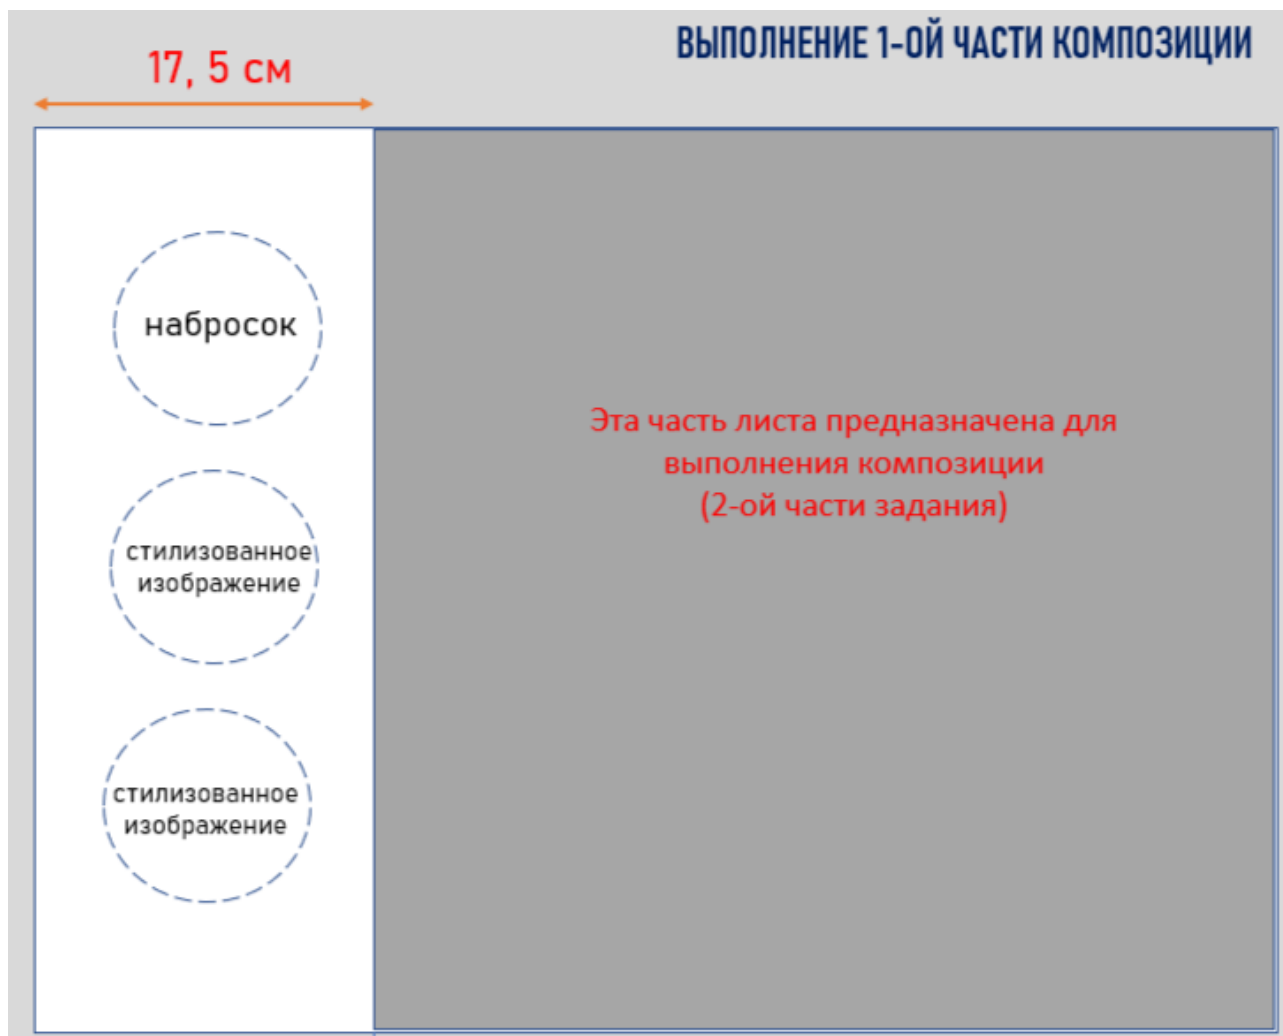 ВЫПОЛНЕНИЕ 1-ОЙ ЧАСТИ КОМПОЗИЦИИ
17, 5 см
набросок
стилизованное
изображение
стилизованное
изображение
Эта часть листа предназначена для
выполнения композиции
(2-ой части задания)